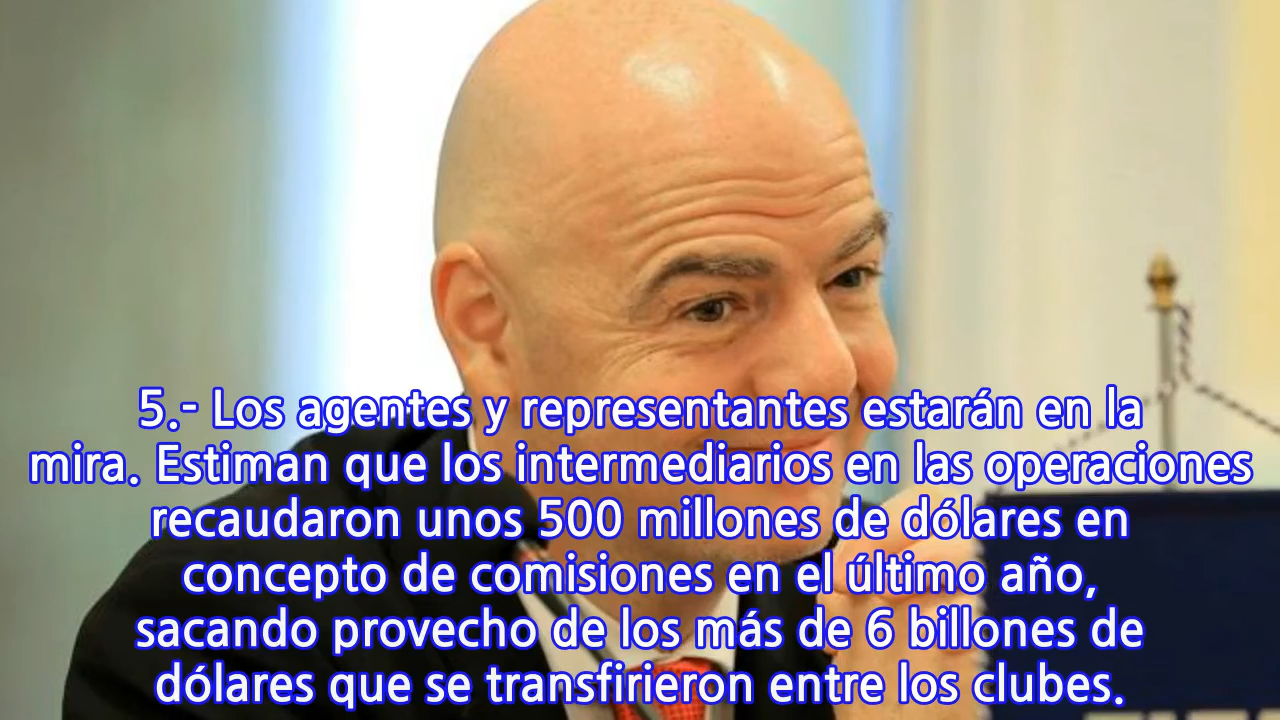 5.- Los agentes y representantes estarán en la
mira. Estiman que los intermediarios en las operaciones
recaudaron unos 500 millones de dólares en
concepto de comisiones en el último año,
sacando provecho de los más de 6 billones de
dólares que se transfirieron entre los clubes.